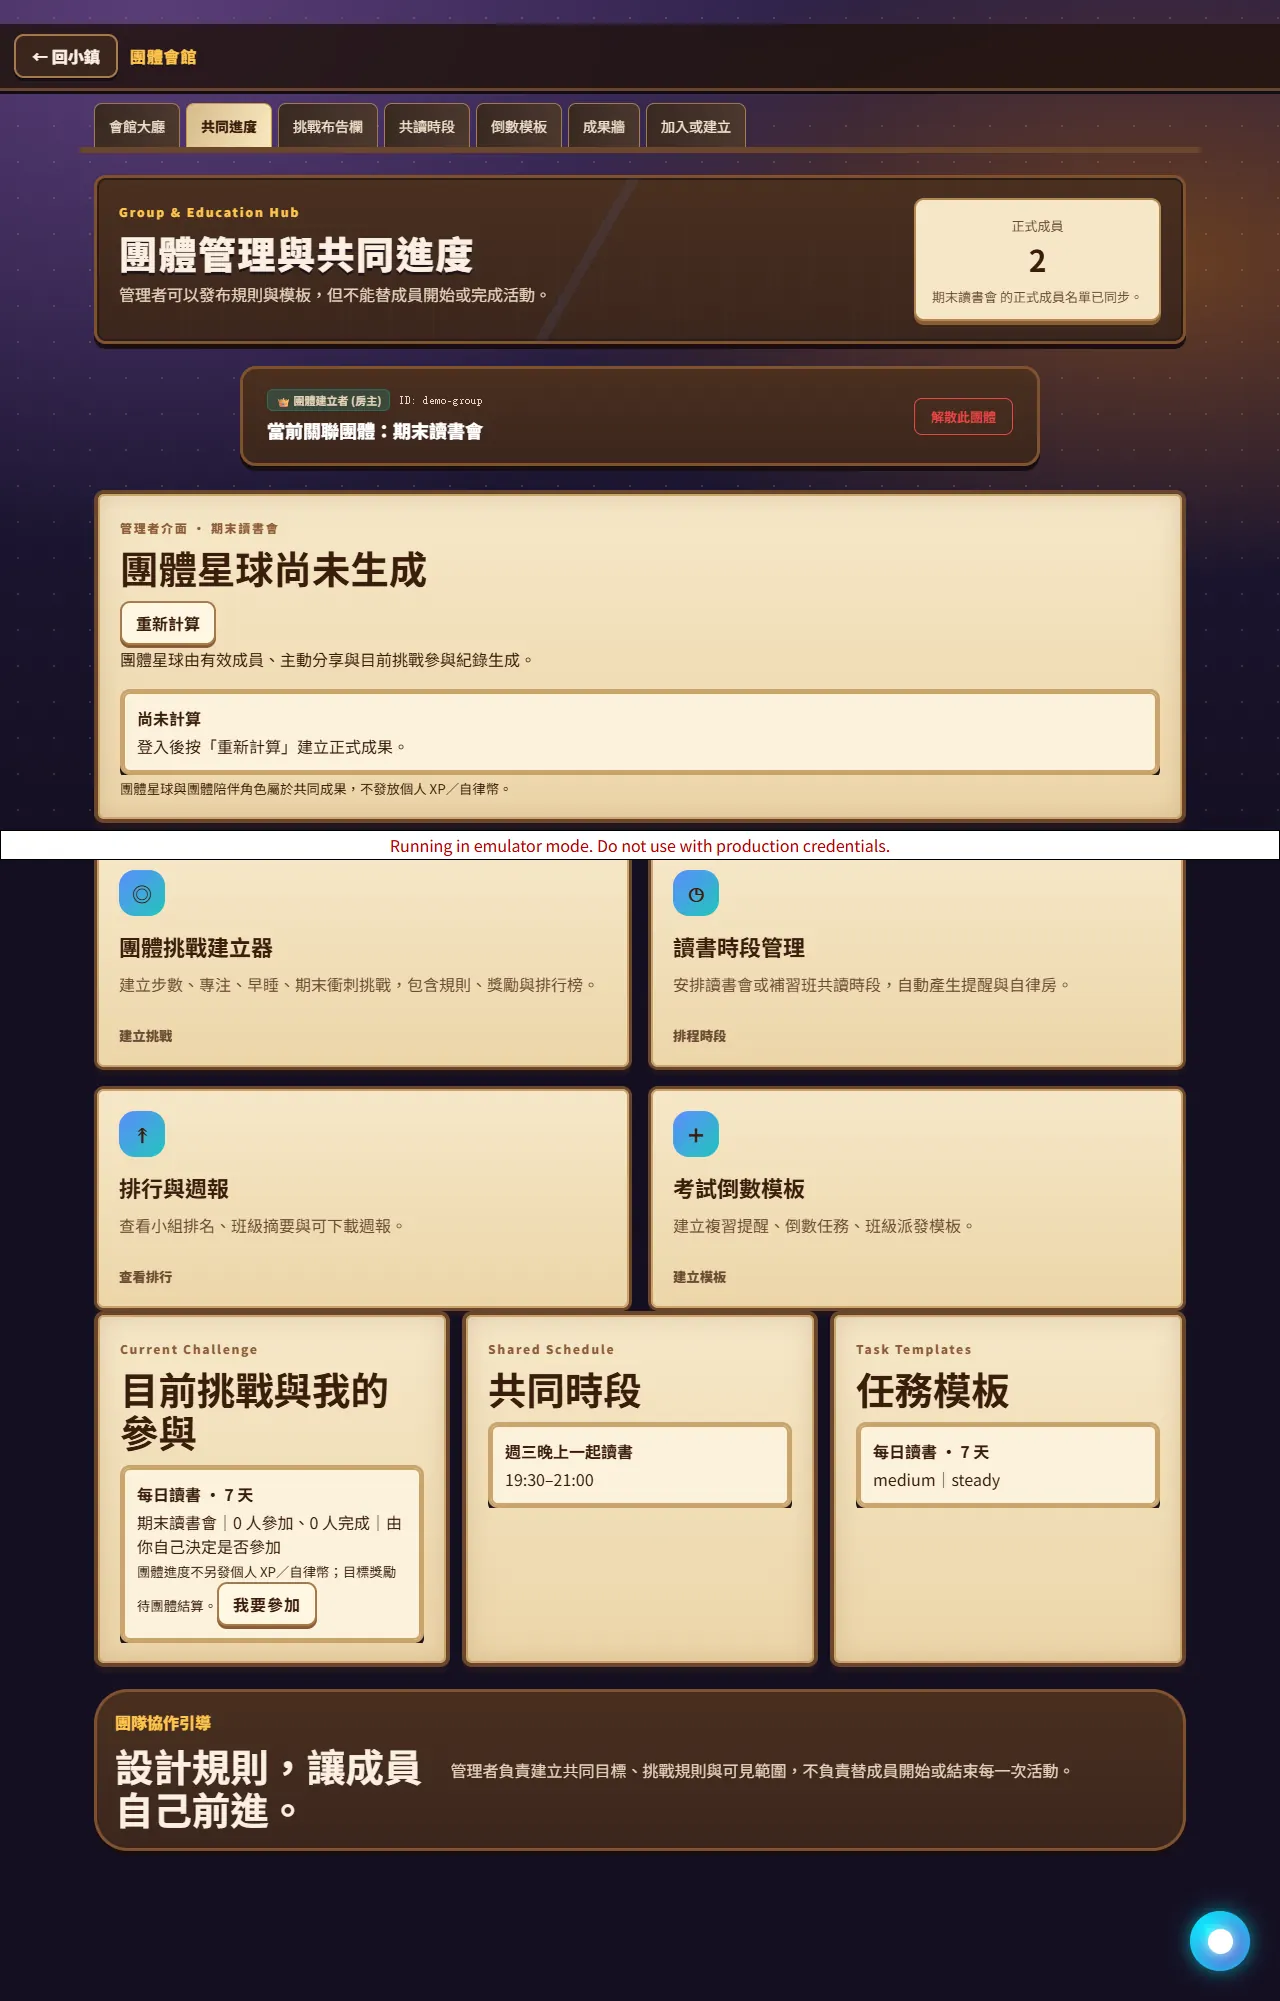 ← 回小鎮
團體會館
會館大廳
共同進度
挑戰布告欄
共讀時段
倒數模板
成果牆
加入或建立
Group & Education Hub
團體管理與共同進度
管理者可以發布規則與模板，但不能替成員開始或完成活動。
正式成員
2
期末讀書會 的正式成員名單已同步。
團體建立者 (房主)
ID: demo-group
當前關聯團體：期末讀書會
解散此團體
管理者介面 · 期末讀書會
團體星球尚未生成
重新計算
團體星球由有效成員、主動分享與目前挑戰參與紀錄生成。
尚未計算
登入後按「重新計算」建立正式成果。
團體星球與團體陪伴角色屬於共同成果，不發放個人 XP／自律幣。
Running in emulator mode. Do not use with production credentials.
團體挑戰建立器
建立步數、專注、早睡、期末衝刺挑戰，包含規則、獎勵與排行榜。
建立挑戰
讀書時段管理
安排讀書會或補習班共讀時段，自動產生提醒與自律房。
排程時段
排行與週報
查看小組排名、班級摘要與可下載週報。
查看排行
考試倒數模板
建立複習提醒、倒數任務、班級派發模板。
建立模板
Current Challenge
目前挑戰與我的
參與
每日讀書 · 7 天
期末讀書會｜0 人參加、0 人完成｜由
你自己決定是否參加
團體進度不另發個人 XP／自律幣；目標獎勵
待團體結算。
我要參加
Shared Schedule
共同時段
週三晚上一起讀書
19:30–21:00
Task Templates
任務模板
每日讀書 · 7 天
medium｜steady
團隊協作引導
設計規則，讓成員
自己前進。
管理者負責建立共同目標、挑戰規則與可見範圍，不負責替成員開始或結束每一次活動。